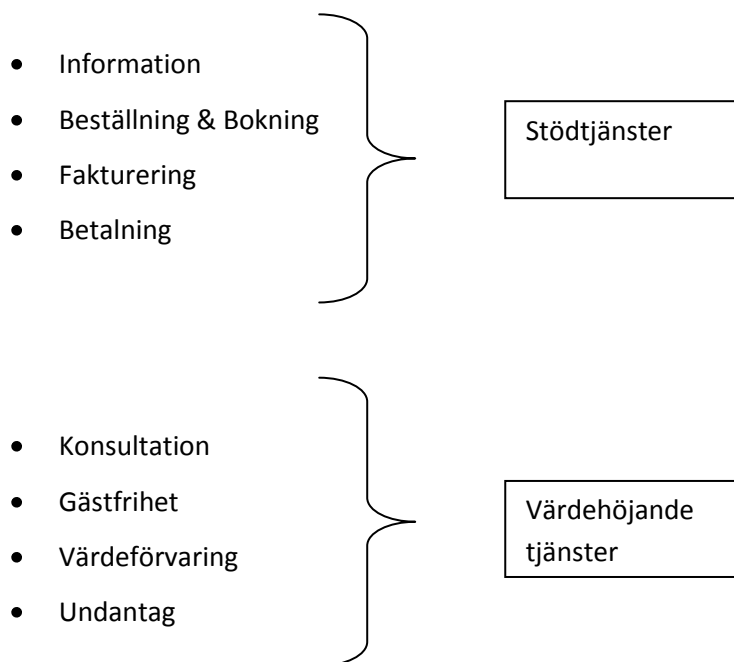 • Information
• Beställning & Bokning
• Fakturering
• Betalning
Stödtjänster
• Konsultation
• Gästfrihet
• Värdeförvaring
• Undantag
Värdehöjande
tjänster